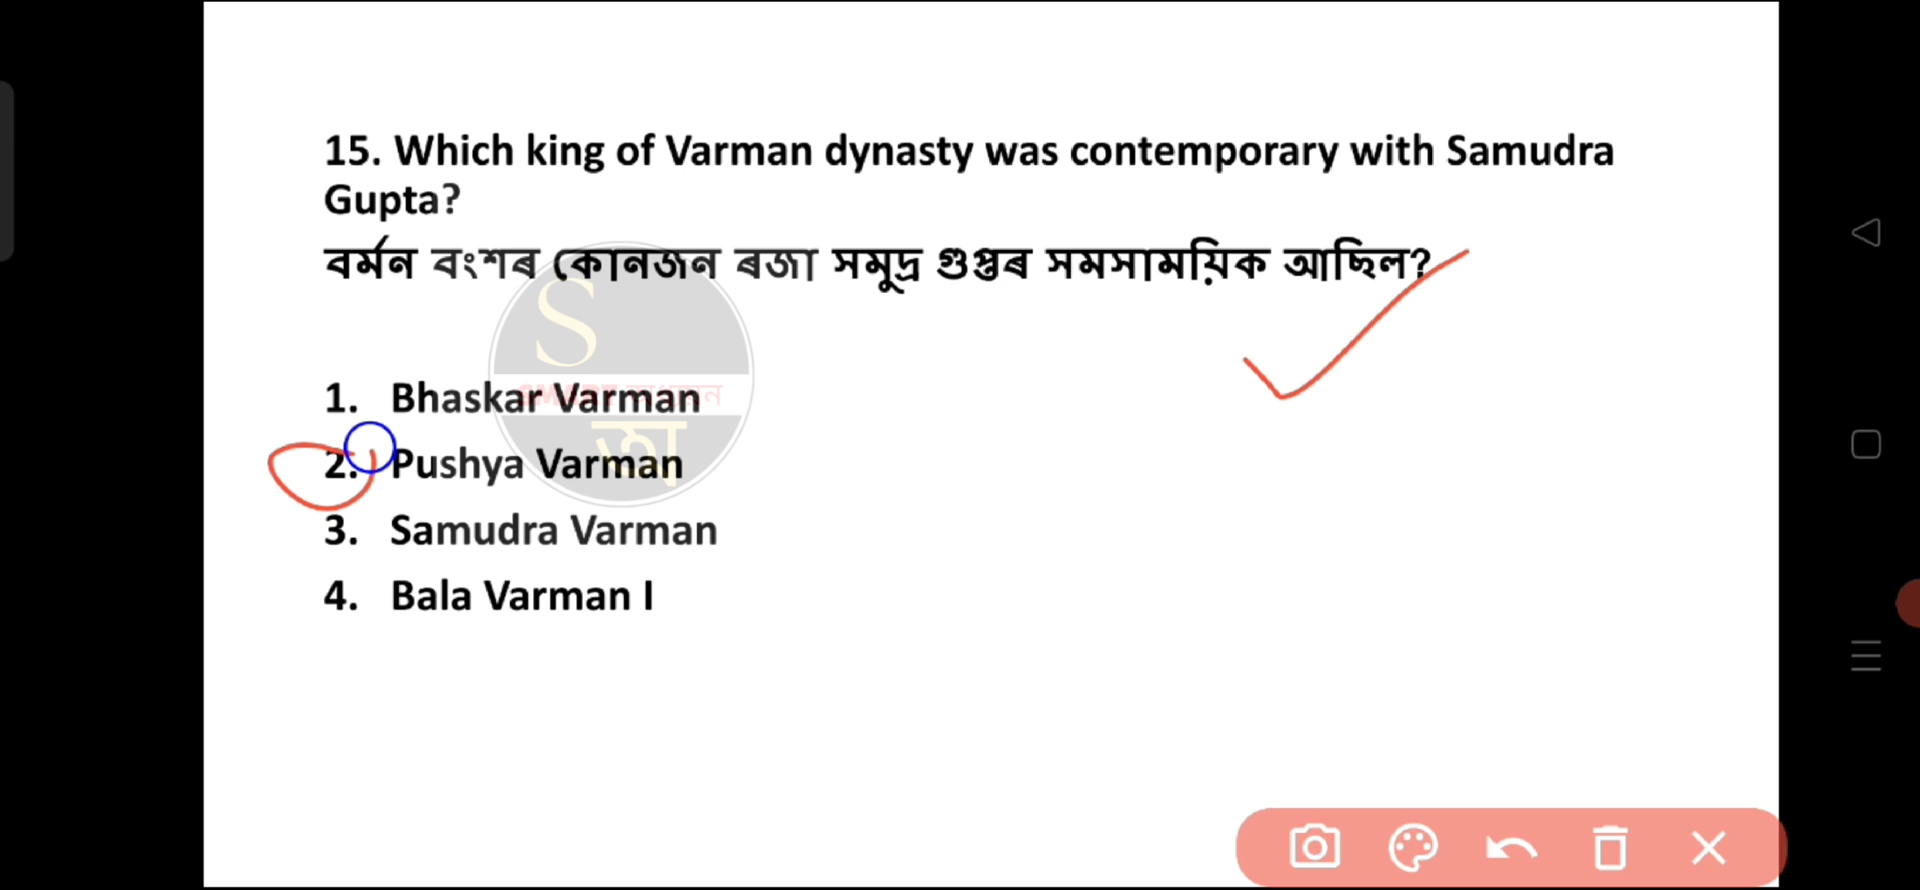 15. Which king of Varman dynasty was contemporary with Samudra
Gupta?
বৰ্মন বংশৰ কোনজন ৰজা সমুদ্ৰ গুপ্তৰ সমসাময়িক আছিল?
S
SMART
অ
1. Bhaskar Varman
2. Pushya Varman
3. Samudra Varman
4. Bala Varman I